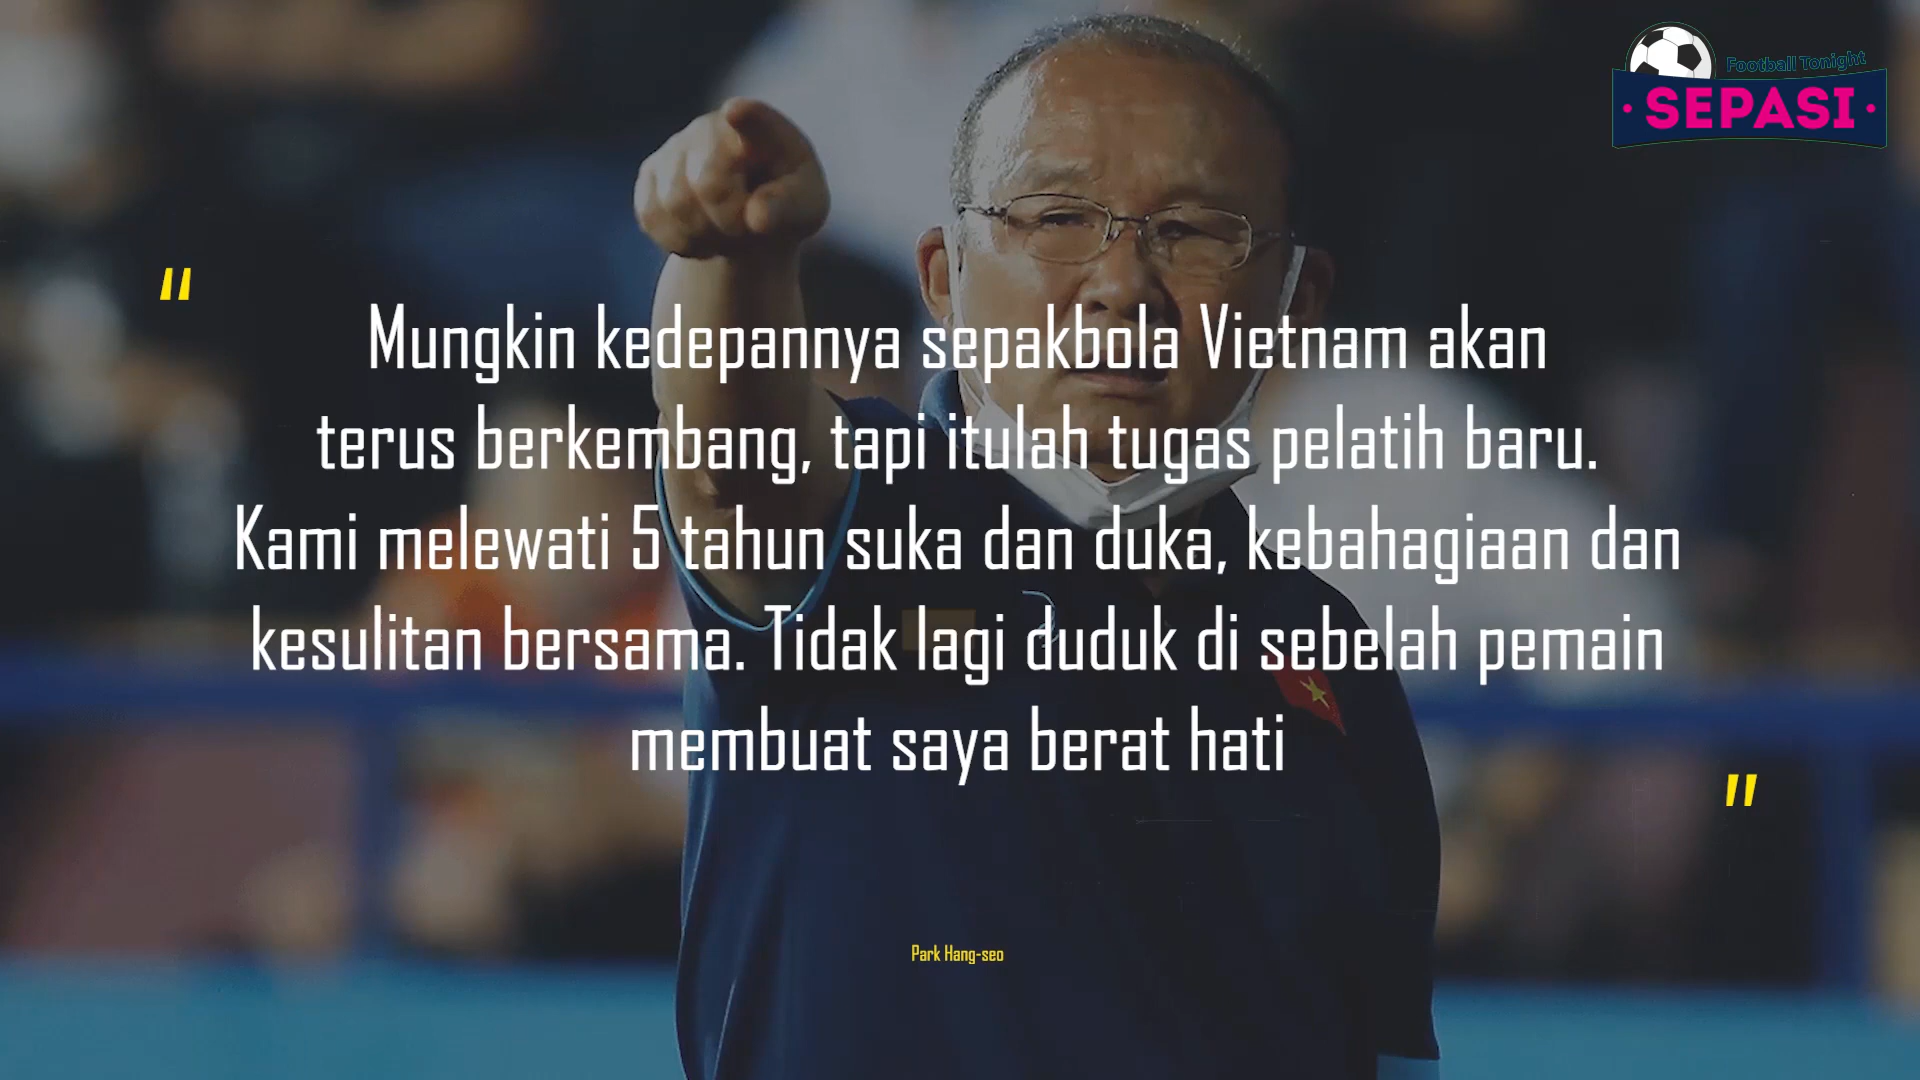 Football Tonight
• SEPASI •
"
Mungkin kedepannya sepakbola Vietnam akan
terus berkembang, tapi itulah tugas pelatih baru.
Kami melewati 5 tahun suka dan duka, kebahagiaan dan
kesulitan bersama. Tidak lagi duduk di sebelah pemain
membuat saya berat hati
"
Park Hang-seo